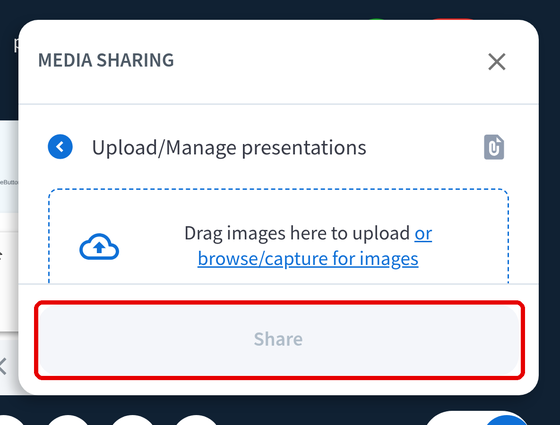 MEDIA SHARING
Upload/Manage presentations
Drag images here to upload or
browse/capture for images
Share